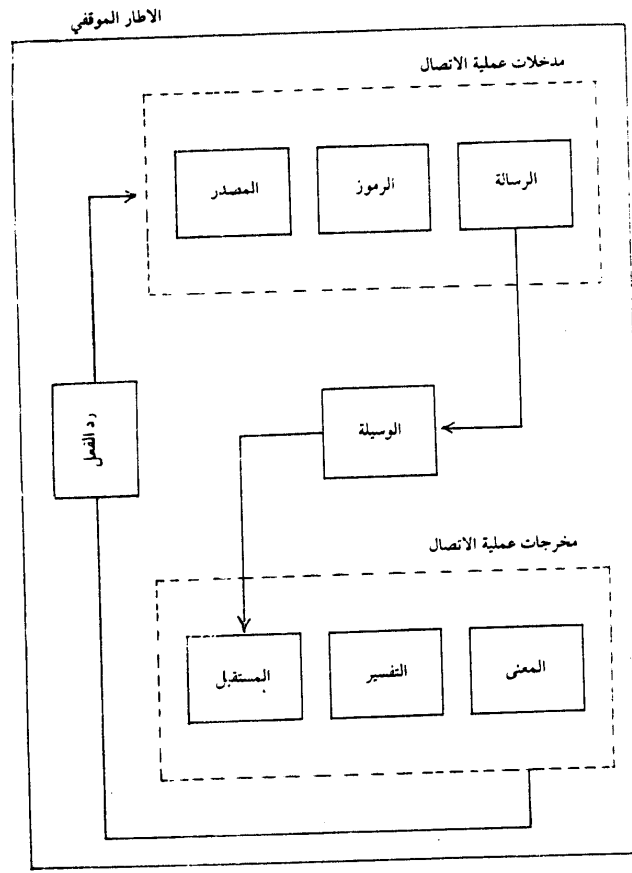 الاطار الموقفي
مدخلات عملية الاتصال
الرسالة
الرموز
المصدر
رد الفعل
الوسيلة
مخرجات عملية الاتصال
المعنى
التفسير
المستقبل